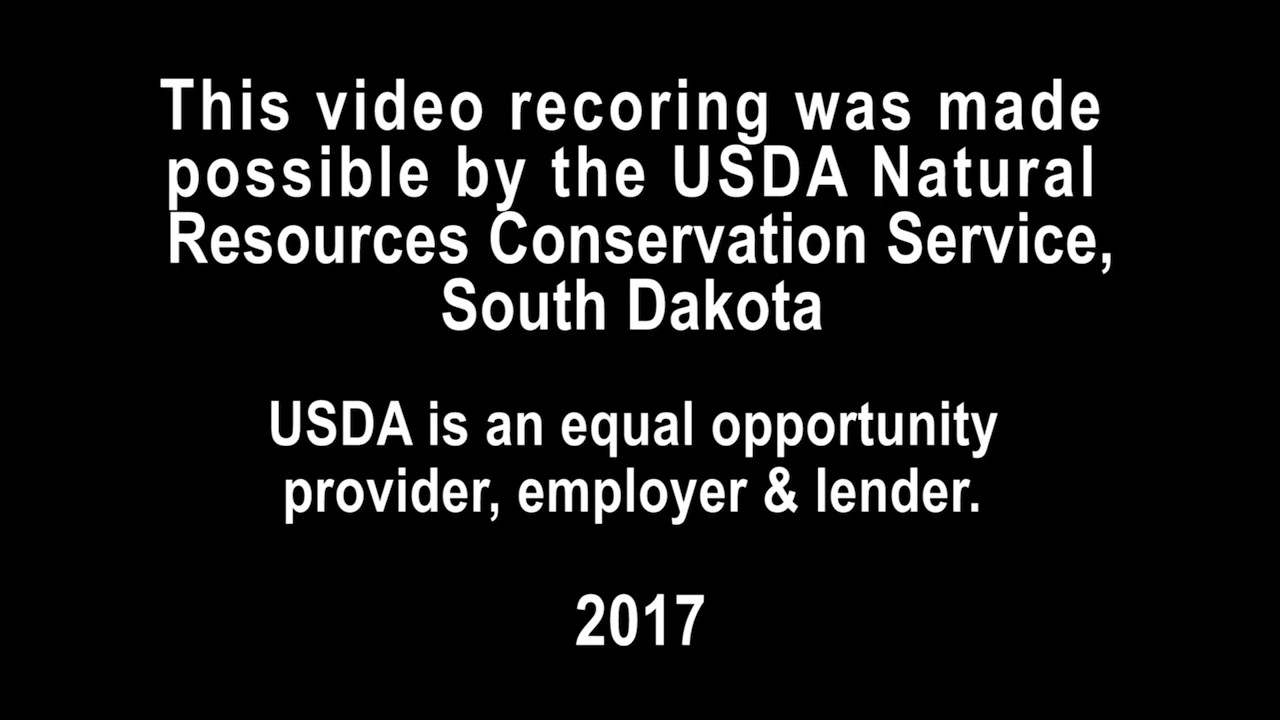 This video recoring was made
possible by the USDA Natural
Resources Conservation Service,
South Dakota
USDA is an equal opportunity
provider, employer & lender.
2017